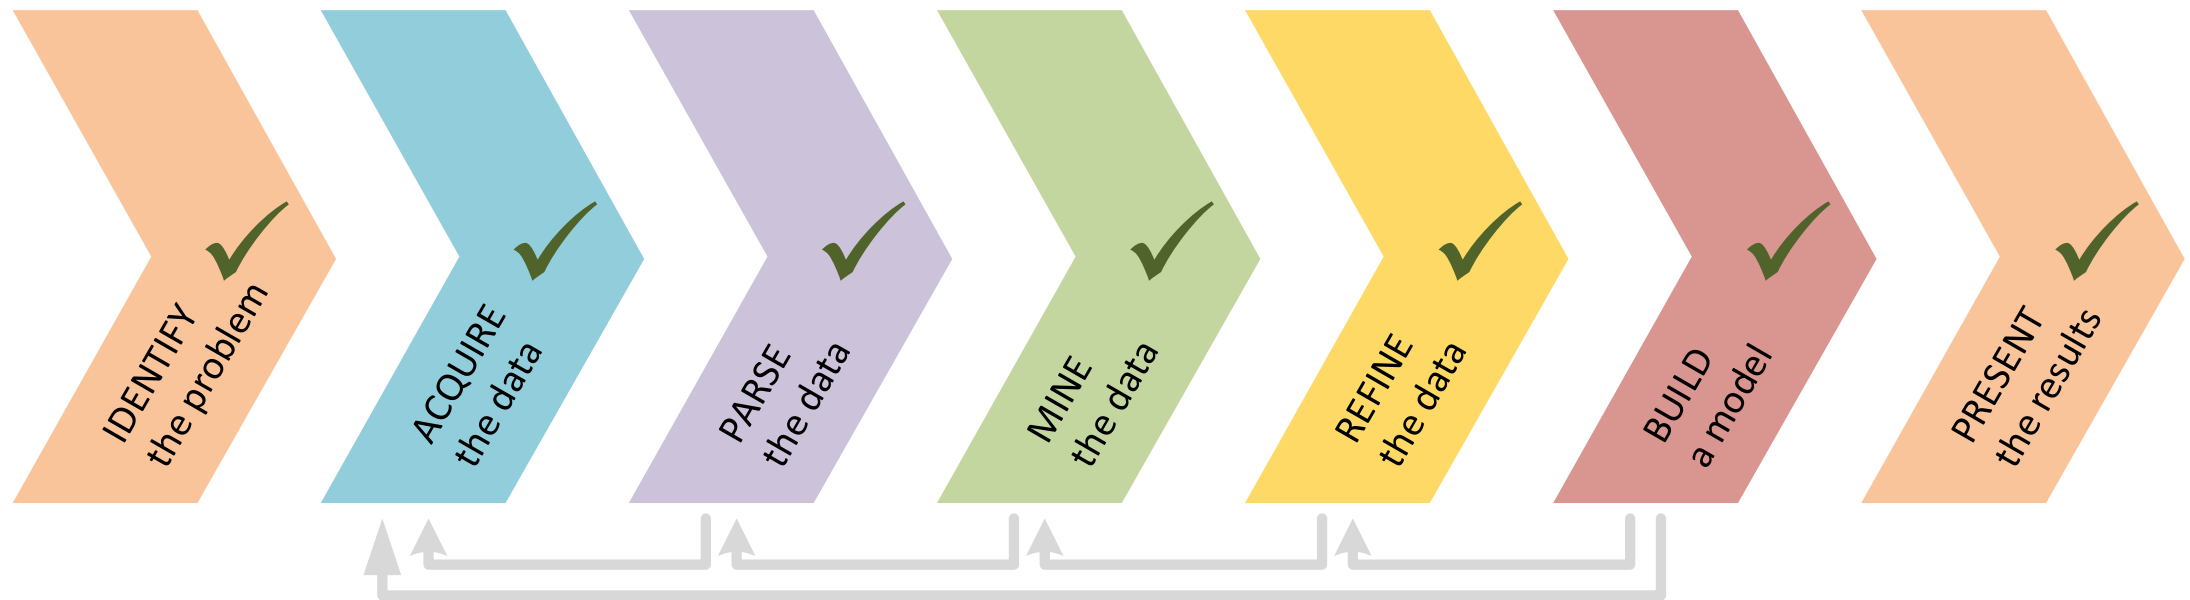 IDENTIFY
the problem
ACQUIRE
the data
PARSE
the data
MINE
the data
REFINE
the data
BUILD
a model
PRESENT
the results